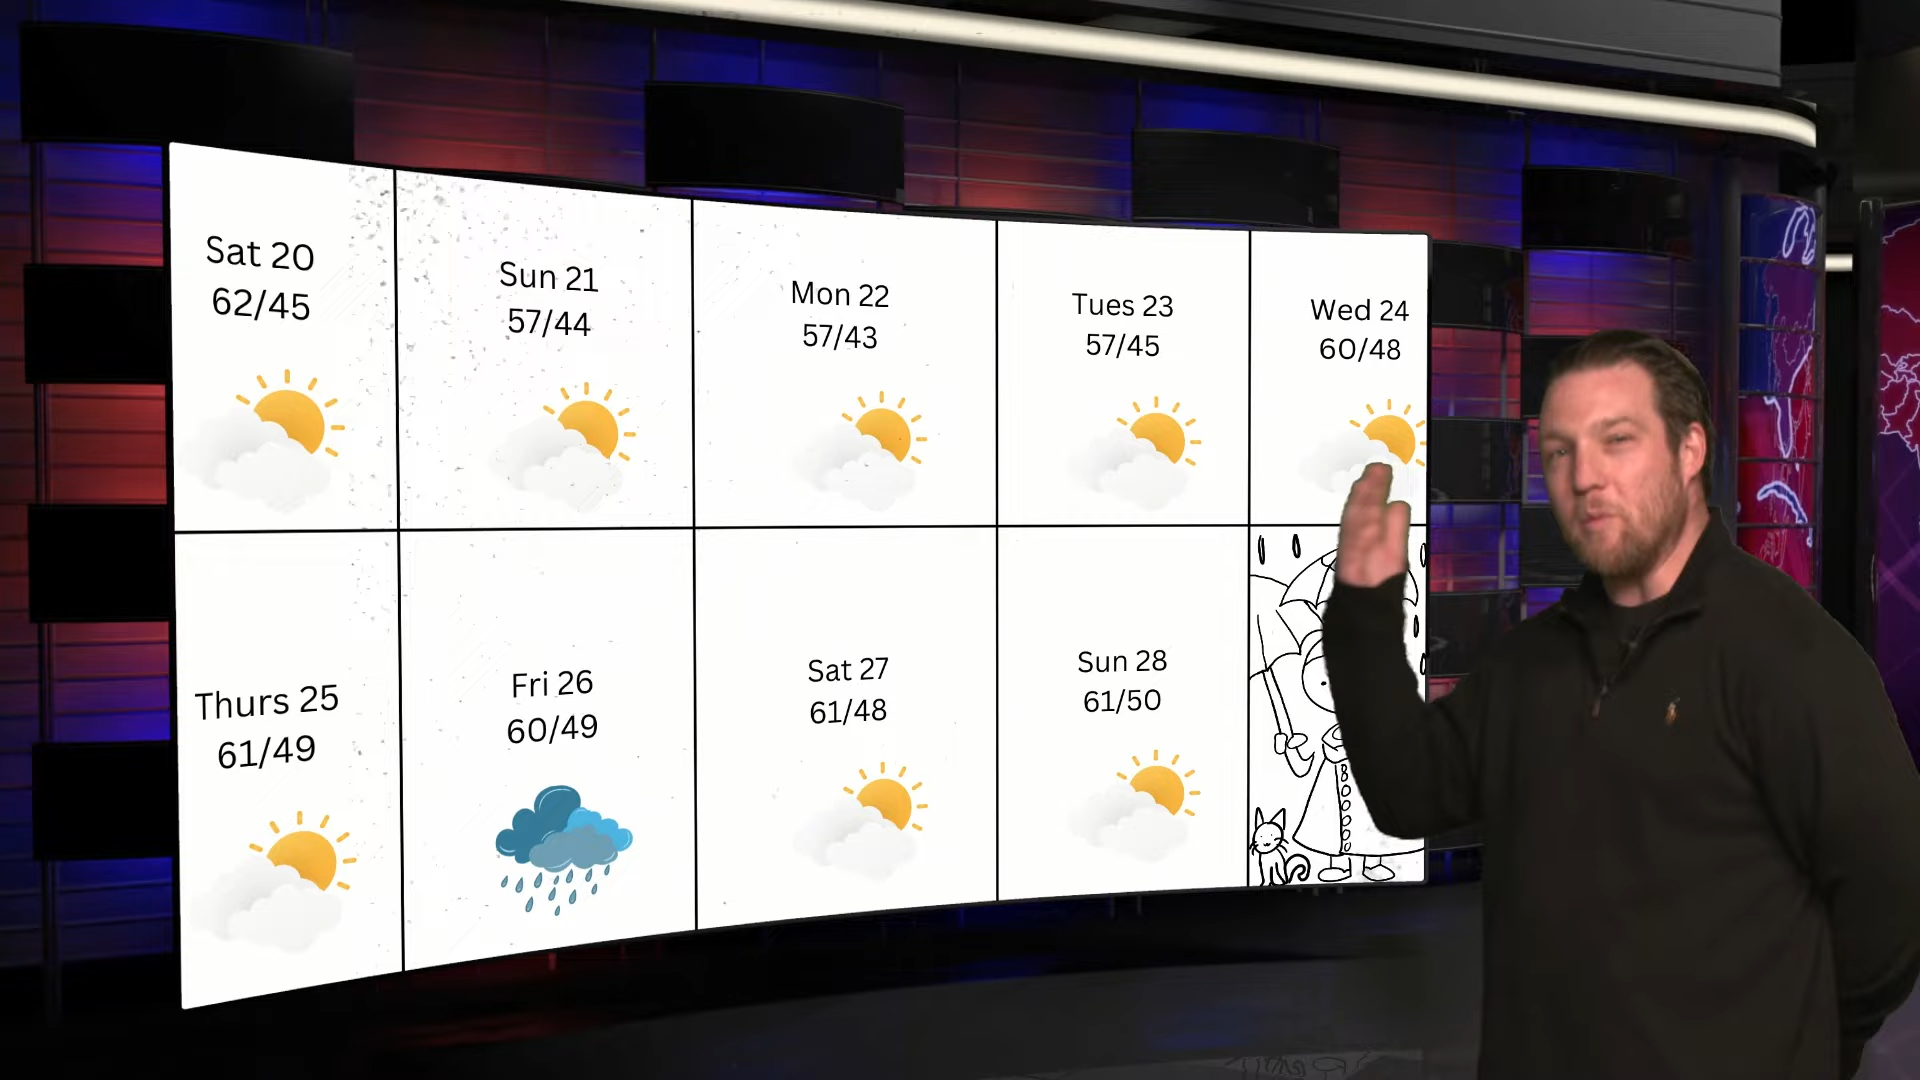 Sat 20
62/45
Sun 21
57/44
Mon 22
57/43
Tues 23
57/45
Wed 24
60/48
Thurs 25
61/49
Fri 26
60/49
Sat 27
61/48
Sun 28
61/50